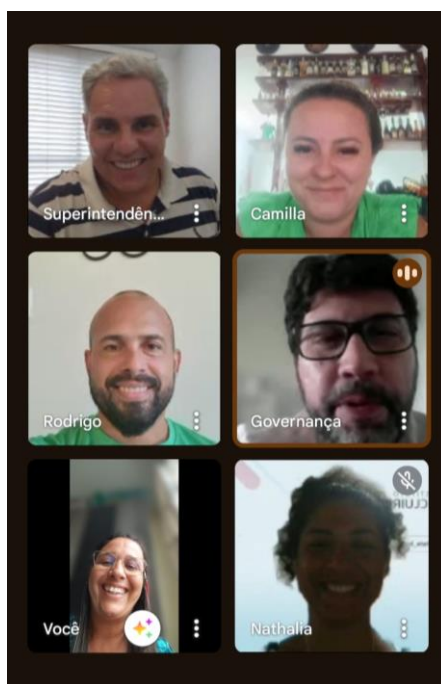 Superintendên...
Camilla
Rodrigo
Governança
Você
Nathalia